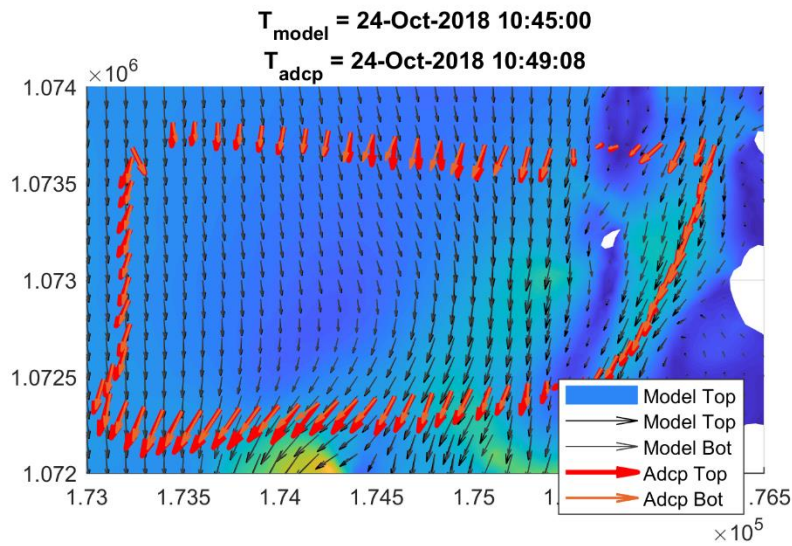 T_model = 24-Oct-2018 10:45:00
T_adcp = 24-Oct-2018 10:49:08
×10^6
1.074
1.0735
1.073
1.0725
1.072
Model Top
Model Top
Model Bot
Adcp Top
Adcp Bot
1.73 1.735 1.74 1.745 1.75 1.765
×10^5